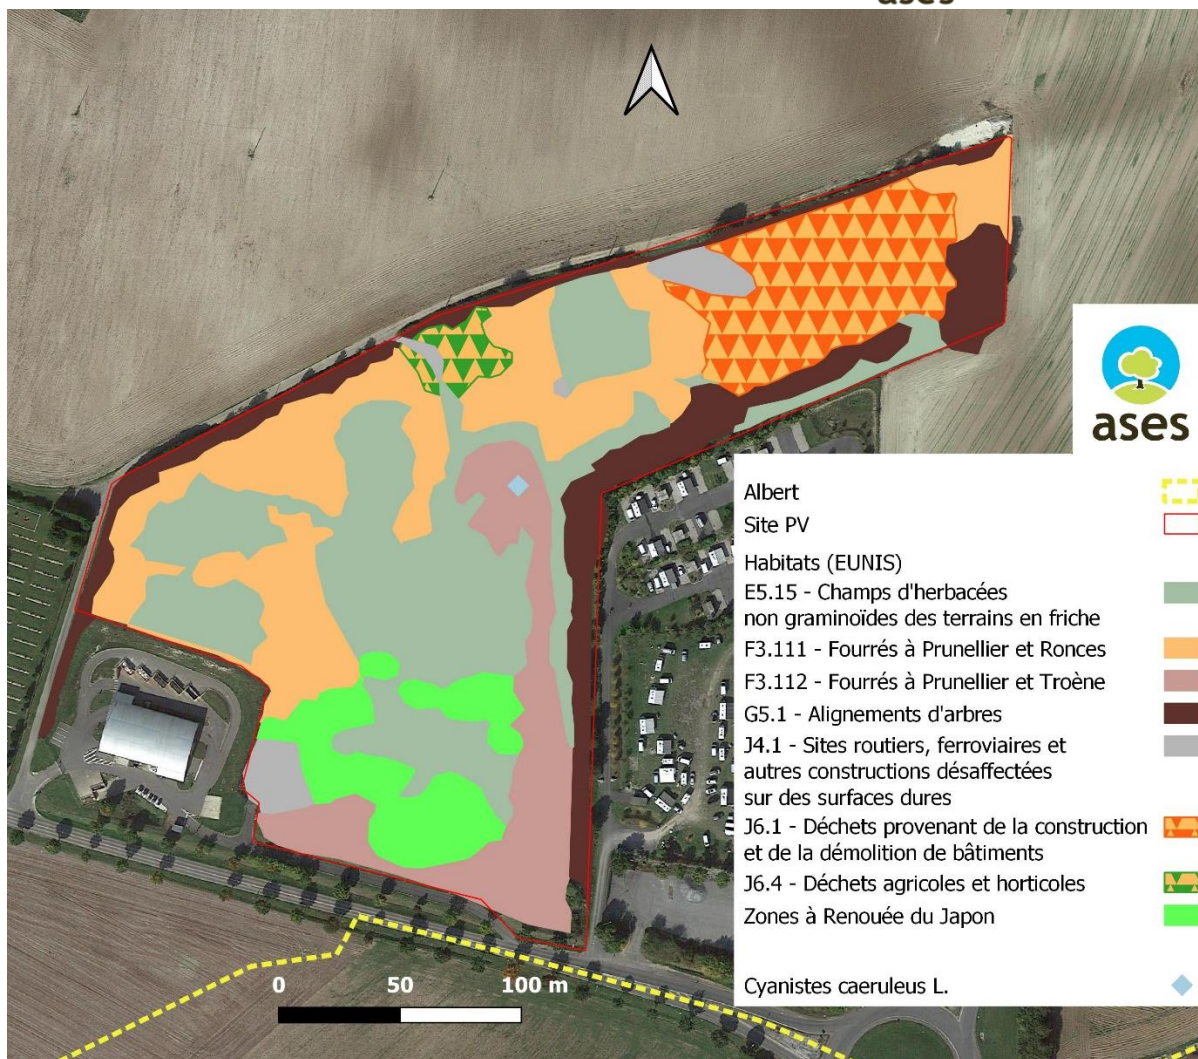 ases
ases
Albert
Site PV
Habitats (EUNIS)
E5.15 - Champs d'herbacées
non graminoïdes des terrains en friche
F3.111 - Fourrés à Prunellier et Ronces
F3.112 - Fourrés à Prunellier et Troène
G5.1 - Alignements d'arbres
J4.1 - Sites routiers, ferroviaires et
autres constructions désaffectées
sur des surfaces dures
J6.1 - Déchets provenant de la construction
et de la démolition de bâtiments
J6.4 - Déchets agricoles et horticoles
Zones à Renouée du Japon
Cyanistes caeruleus L.
0 50 100 m